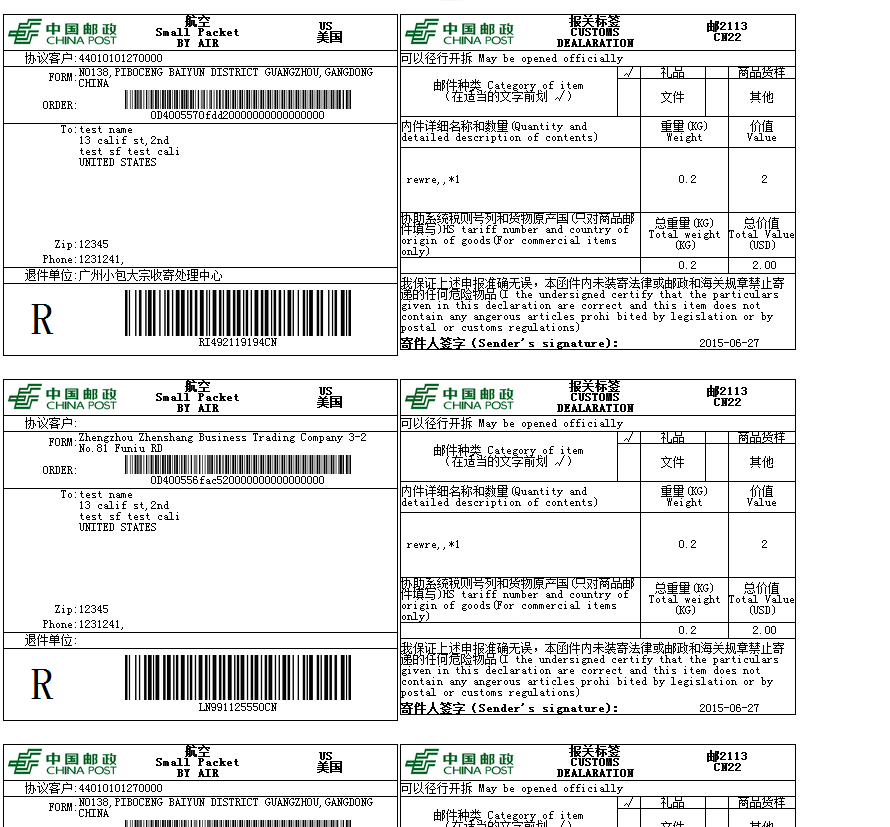 中国邮政
CHINA POST
航空
Small Packet
BY AIR
US
美国
协议客户:44010101270000
FORM:NO138,PIBOCENG BAIYUN DISTRICT GUANGZHOU,GANGDONG
CHINA
ORDER:
OD4005570fdd20000000000000000
To:test name
13 calif st,2nd
test sf test cali
UNITED STATES
Zip:12345
Phone:1231241,
退件单位:广州小包大宗收寄处理中心
R
RI492119194CN
中国邮政
CHINA POST
报关标签
CUSTOMS
DEALARATION
邮2113
CN22
可以径行开拆 May be opened officially
邮件种类 Category of item
(在适当的文字前划 √)
√
礼品
商品货样
文件
其他
内件详细名称和数量(Quantity and
detailed description of contents)
重量(KG)
Weight
价值
Value
rewre,,*1
0.2
2
协助系统税则号列和货物原产国(只对商品邮
件填写)HS tariff number and country of
origin of goods(For commercial items
only)
总重量(KG)
Total weight
(KG)
总价值
Total Value
(USD)
0.2
2.00
我保证上述申报准确无误，本函件内未装寄法律或邮政和海关规章禁止寄
递的任何危险物品(I the undersigned certify that the particulars
given in this declaration are correct and this item does not
contain any angerous articles prohi bited by legislation or by
postal or customs regulations)
寄件人签字(Sender's signature):
2015-06-27
中国邮政
CHINA POST
航空
Small Packet
BY AIR
US
美国
协议客户:
FORM:Zhengzhou Zhenshang Business Trading Company 3-2
No.81 Funiu RD
ORDER:
OD400556fac520000000000000000
To:test name
13 calif st,2nd
test sf test cali
UNITED STATES
Zip:12345
Phone:1231241,
退件单位:
R
LN991125550CN
中国邮政
CHINA POST
报关标签
CUSTOMS
DEALARATION
邮2113
CN22
可以径行开拆 May be opened officially
邮件种类 Category of item
(在适当的文字前划 √)
√
礼品
商品货样
文件
其他
内件详细名称和数量(Quantity and
detailed description of contents)
重量(KG)
Weight
价值
Value
rewre,,*1
0.2
2
协助系统税则号列和货物原产国(只对商品邮
件填写)HS tariff number and country of
origin of goods(For commercial items
only)
总重量(KG)
Total weight
(KG)
总价值
Total Value
(USD)
0.2
2.00
我保证上述申报准确无误，本函件内未装寄法律或邮政和海关规章禁止寄
递的任何危险物品(I the undersigned certify that the particulars
given in this declaration are correct and this item does not
contain any angerous articles prohi bited by legislation or by
postal or customs regulations)
寄件人签字(Sender's signature):
2015-06-27
中国邮政
CHINA POST
航空
Small Packet
BY AIR
US
美国
协议客户:44010101270000
FORM:NO138,PIBOCENG BAIYUN DISTRICT GUANGZHOU,GANGDONG
CHINA
中国邮政
CHINA POST
报关标签
CUSTOMS
DEALARATION
邮2113
CN22
可以径行开拆 May be opened officially
邮件种类 Category of item
(在适当的文字前划 √)
√
礼品
商品货样
文件
其他